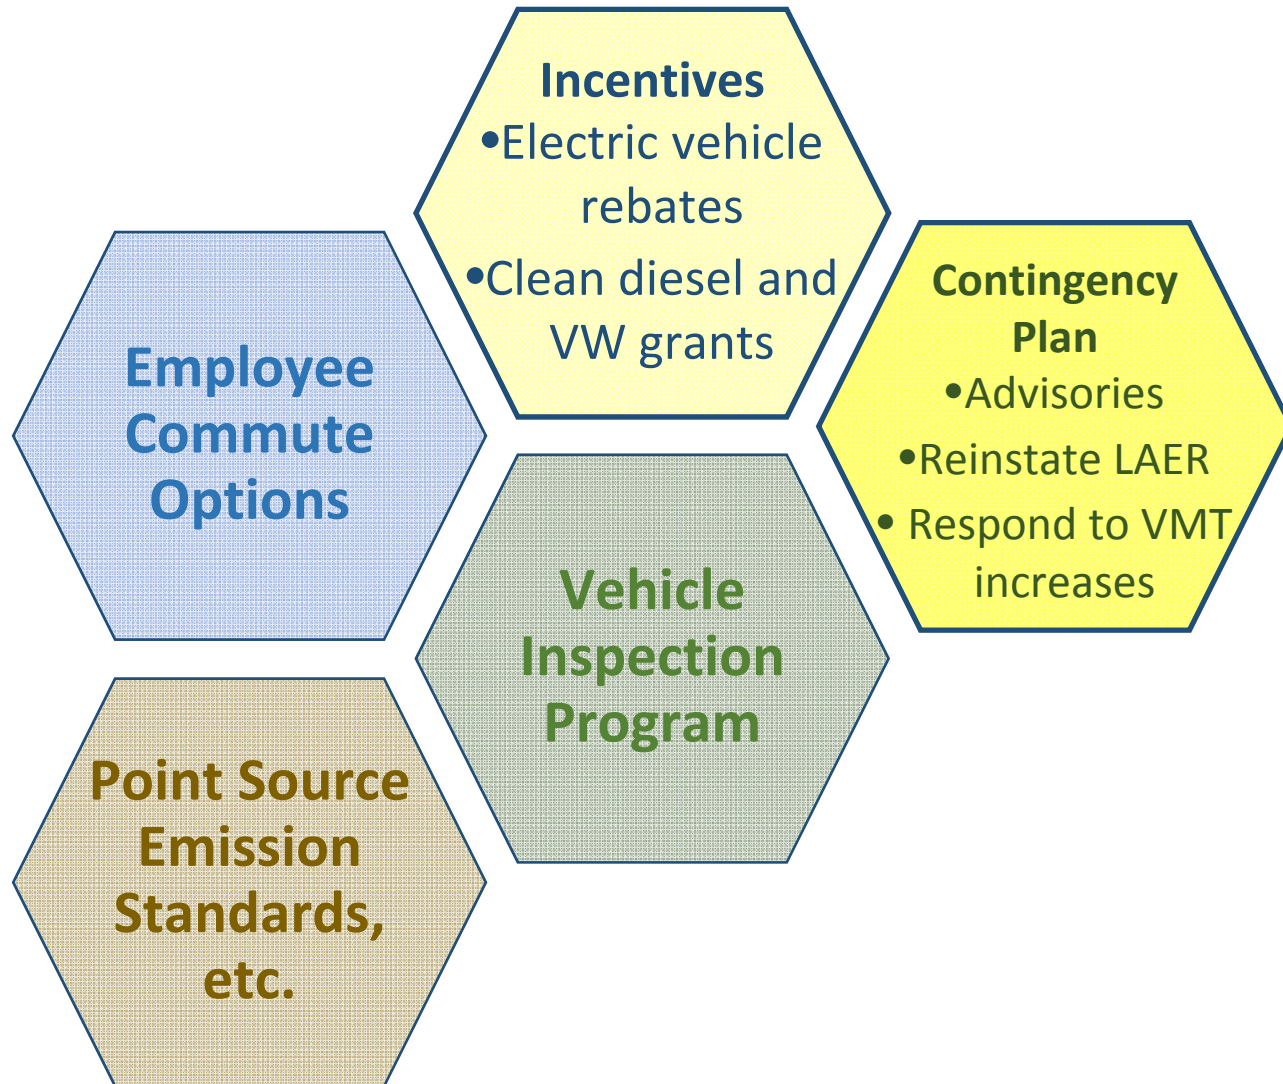 Incentives
•Electric vehicle
rebates
•Clean diesel and
VW grants
Contingency
Plan
•Advisories
•Reinstate LAER
• Respond to VMT
increases
Employee
Commute
Options
Vehicle
Inspection
Program
Point Source
Emission
Standards,
etc.